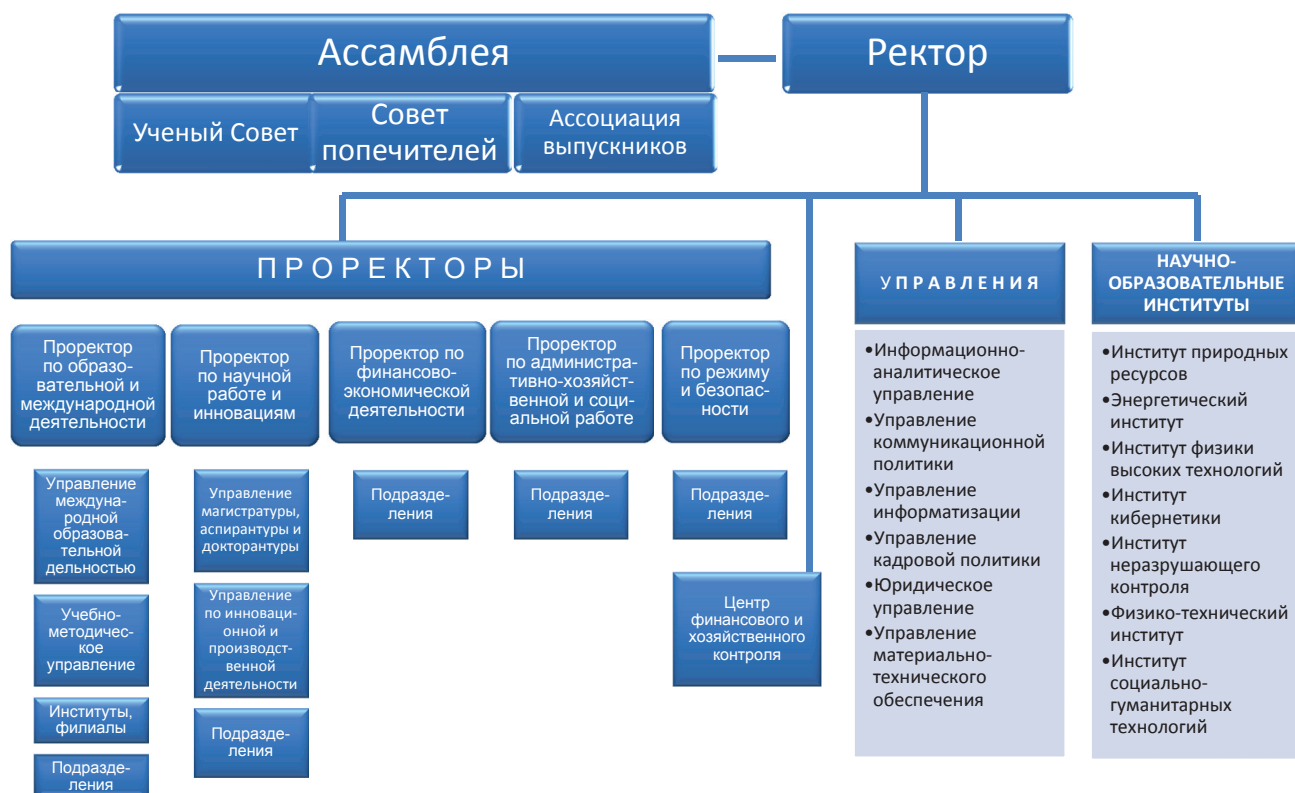 Ассамблея
Ректор
Ученый Совет
Совет
попечителей
Ассоциация
выпускников
П Р О Р Е К Т О Р Ы
Проректор
по образо-
вательной и
международной
деятельности
Проректор
по научной
работе и
инновациям
Проректор по
финансово-
экономической
деятельности
Проректор
по администра-
тивно-хозяйст-
венной и соци-
альной работе
Проректор
по режиму
и безопас-
ности
Управление
междуна-
родной
образова-
тельной
дельностью
Учебно-
методичес-
кое
управление
Институты,
филиалы
Подразде-
ления
Управление
магистратуры,
аспирантуры и
докторантуры
Управление
по инноваци-
онной и
производст-
венной
деятельности
Подразде-
ления
Подразде-
ления
Подразде-
ления
Подразде-
ления
Центр
финансового и
хозяйственного
контроля
У П Р А В Л Е Н И Я
•Информационно-
аналитическое
управление
•Управление
коммуникационной
политики
•Управление
информатизации
•Управление
кадровой политики
•Юридическое
управление
•Управление
материально-
технического
обеспечения
НАУЧНО-
ОБРАЗОВАТЕЛЬНЫЕ
ИНСТИТУТЫ
•Институт природных
ресурсов
•Энергетический
институт
•Институт физики
высоких технологий
•Институт
кибернетики
•Институт
неразрушающего
контроля
•Физико-технический
институт
•Институт
социально-
гуманитарных
технологий